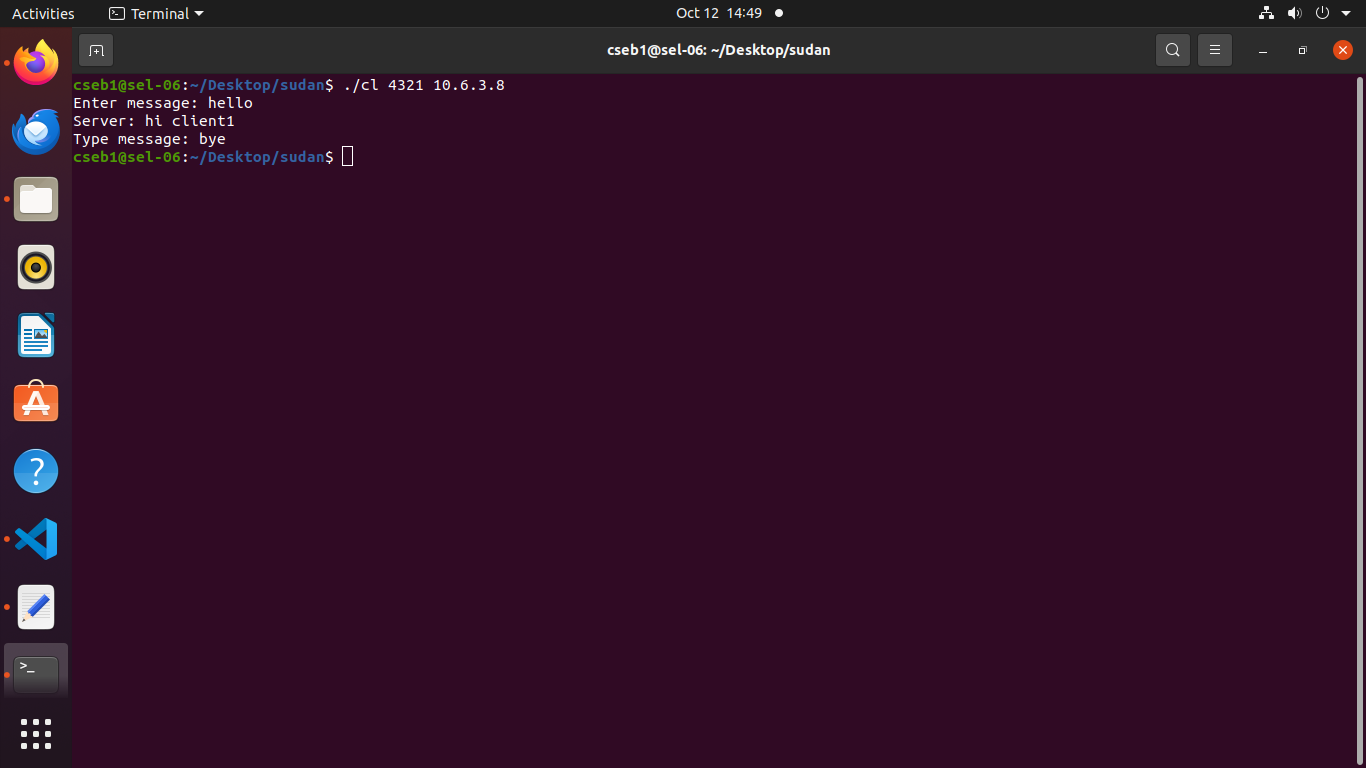 Activities
Terminal
Oct 12 14:49
cseb1@sel-06: ~/Desktop/sudan
cseb1@sel-06:~/Desktop/sudan$ ./cl 4321 10.6.3.8
Enter message: hello
Server: hi client1
Type message: bye
cseb1@sel-06:~/Desktop/sudan$